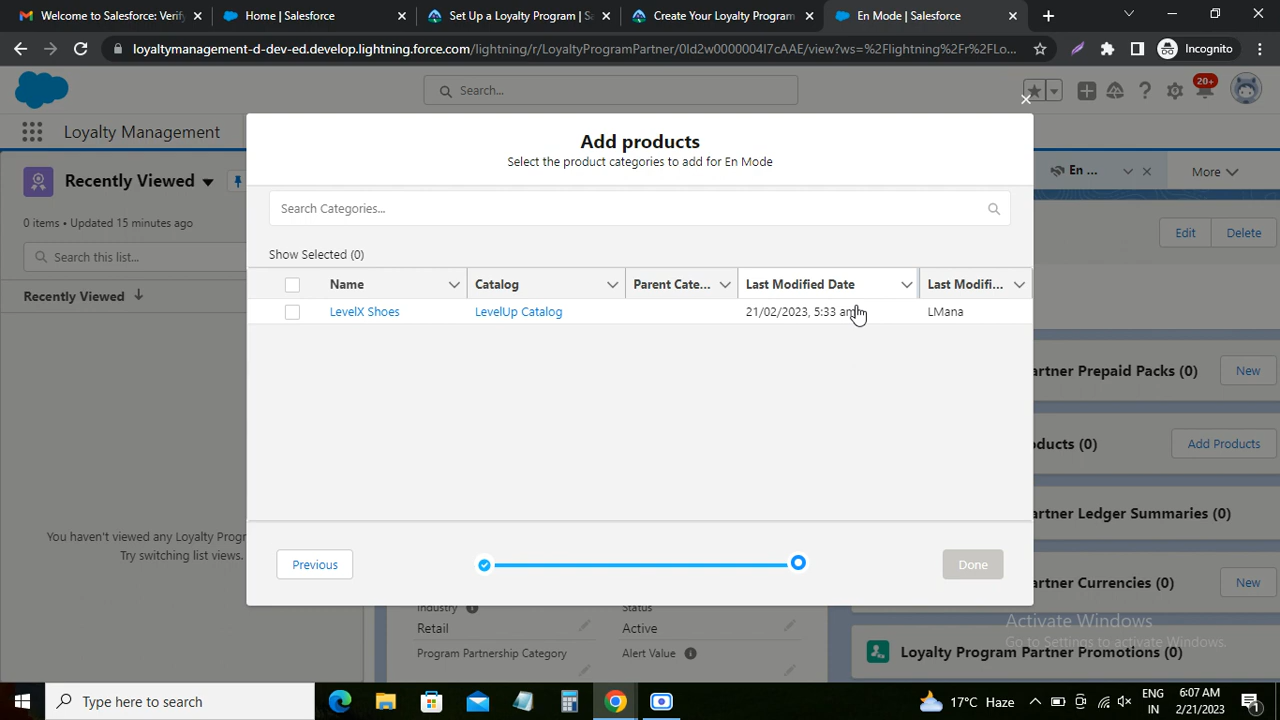 Welcome to Salesforce: Verify
Home | Salesforce
Set Up a Loyalty Program | Sa
Create Your Loyalty Program
En Mode | Salesforce
loyaltymanagement-d-dev-ed.develop.lightning.force.com/lightning/r/LoyaltyProgramPartner/0ld2w0000004I7cAAE/view?ws=%2Flightning%2Fr%2FLo...
Incognito
Search...
20+
Loyalty Management
Recently Viewed
0 items • Updated 15 minutes ago
Search this list...
Recently Viewed
You haven't viewed any Loyalty Progr
Try switching list views.
Add products
Select the product categories to add for En Mode
Search Categories...
Show Selected (0)
Name
Catalog
Parent Cate...
Last Modified Date
Last Modifi...
LevelX Shoes
LevelUp Catalog
21/02/2023, 5:33 am
LMana
Previous
Done
En ...
More
Edit
Delete
artner Prepaid Packs (0)
New
oducts (0)
Add Products
artner Ledger Summaries (0)
artner Currencies (0)
New
Loyalty Program Partner Promotions (0)
Industry
Retail
Program Partnership Category
Status
Active
Alert Value
Activate Windows
Go to Settings to activate Windows.
Type here to search
17°C Haze
ENG
IN
6:07 AM
2/21/2023
1